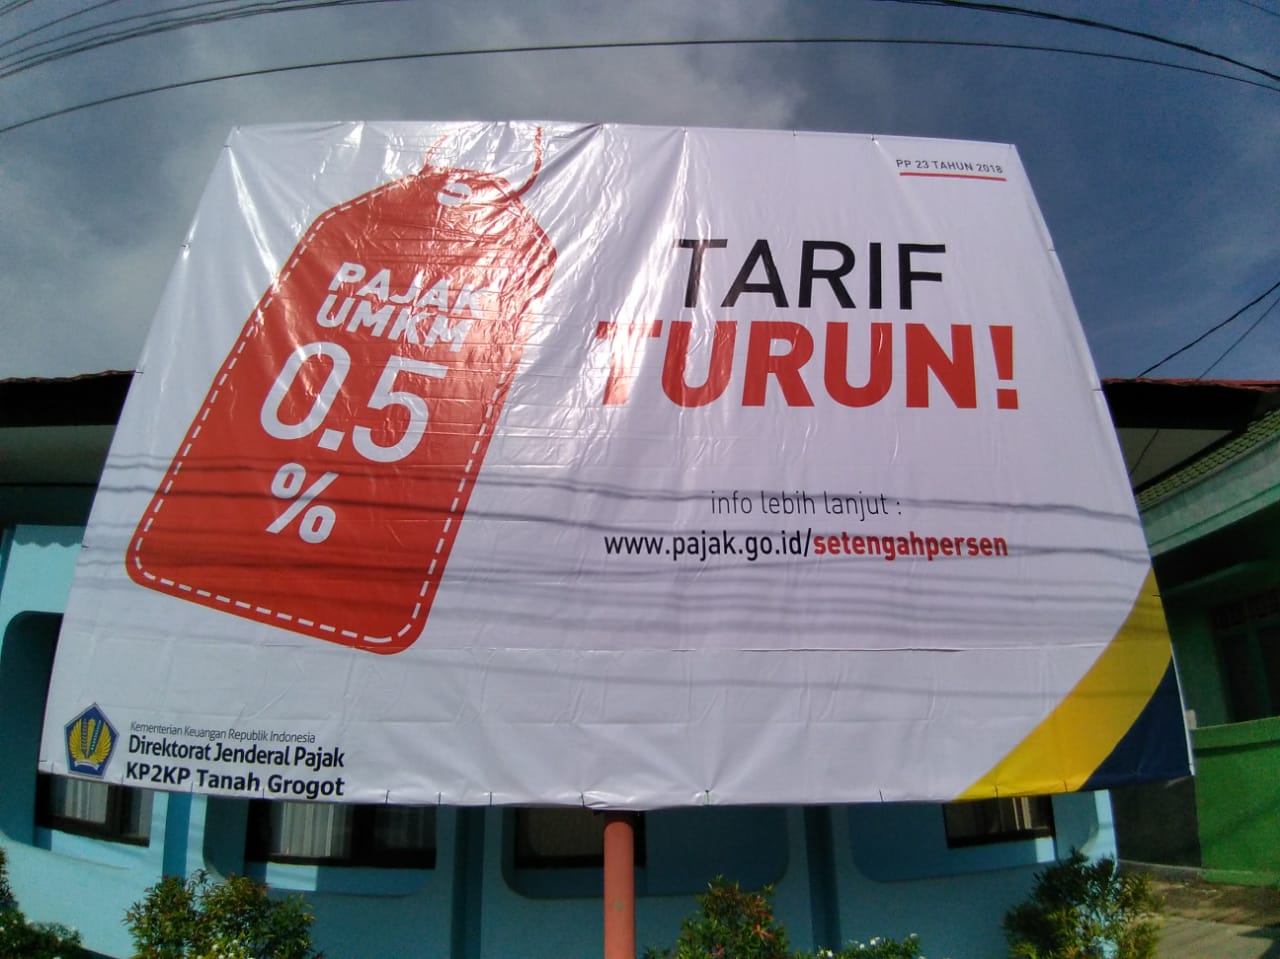 PP 23 TAHUN 2018
PAJAK
UMKM
0.5
%
TARIF
TURUN!
info lebih lanjut :
www.pajak.go.id/setengahpersen
Kementerian Keuangan Republik Indonesia
Direktorat Jenderal Pajak
KP2KP Tanah Grogot